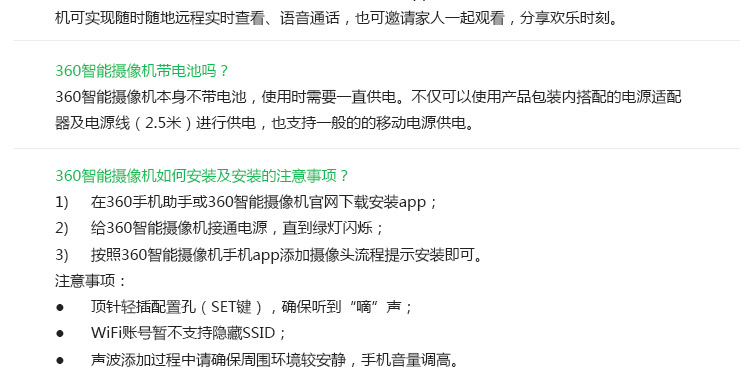 机可实现随时随地远程实时查看、语音通话，也可邀请家人一起观看，分享欢乐时刻。
360智能摄像机带电池吗？
360智能摄像机本身不带电池，使用时需要一直供电。不仅可以使用产品包装内搭配的电源适配
器及电源线（2.5米）进行供电，也支持一般的的移动电源供电。
360智能摄像机如何安装及安装的注意事项？
1) 在360手机助手或360智能摄像机官网下载安装app；
2) 给360智能摄像机接通电源，直到绿灯闪烁；
3) 按照360智能摄像机手机app添加摄像头流程提示安装即可。
注意事项：
● 顶针轻插配置孔（SET键），确保听到“嘀”声；
● WiFi账号暂不支持隐藏SSID；
● 声波添加过程中请确保周围环境较安静，手机音量调高。